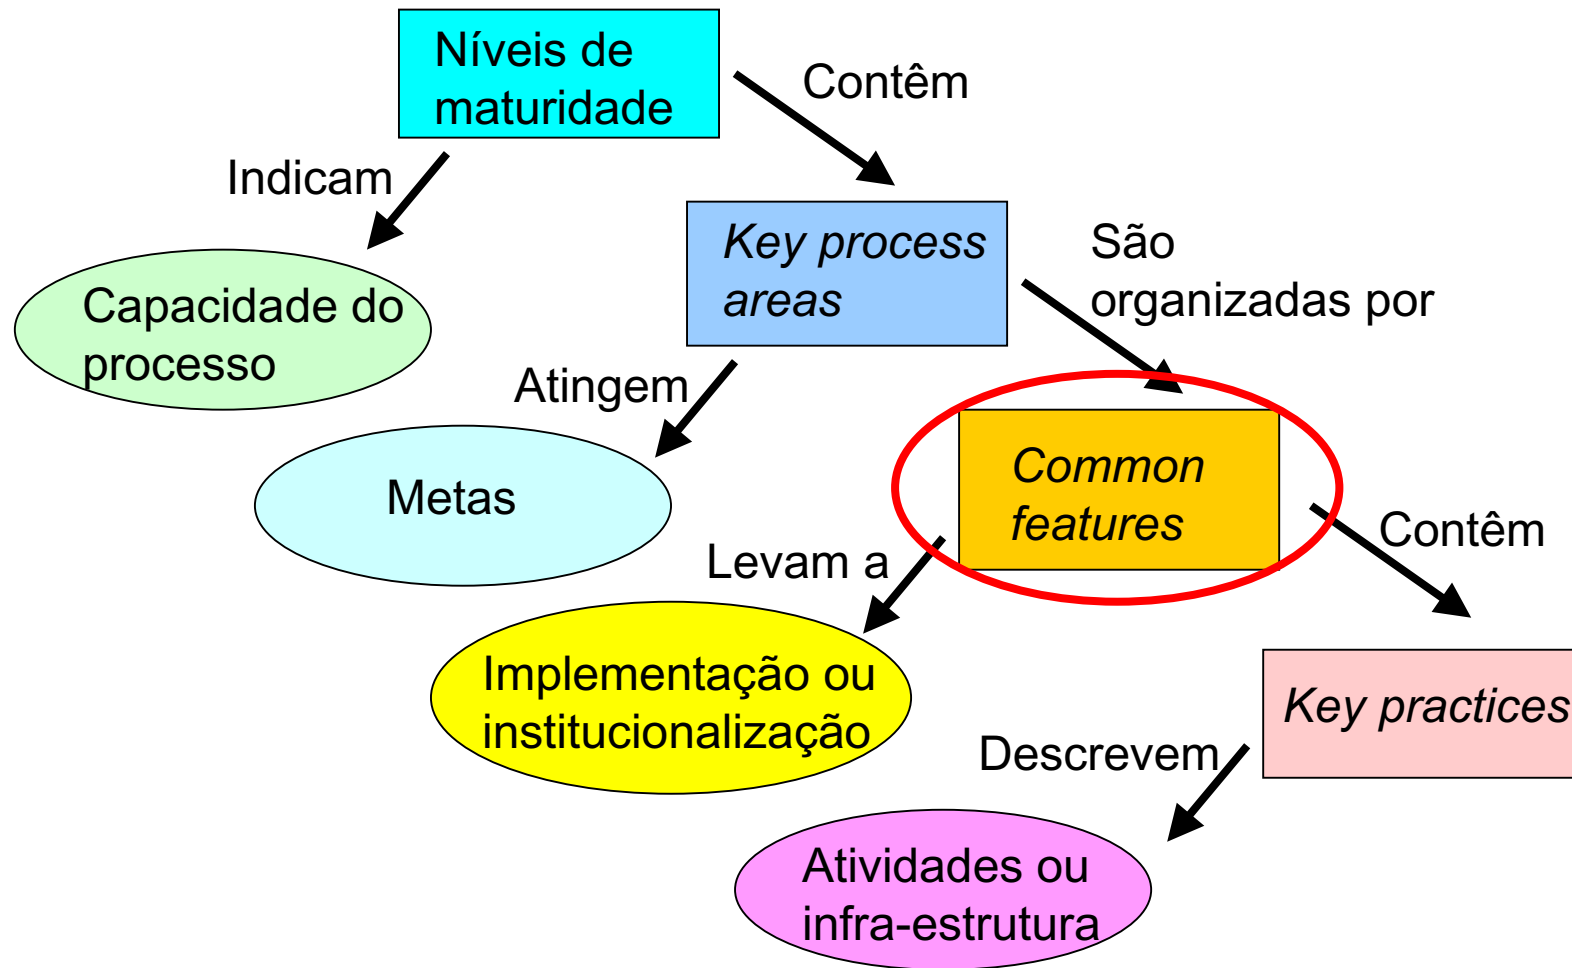 Níveis de
maturidade
Contêm
Indicam
Key process
areas
São
organizadas por
Capacidade do
processo
Atingem
Metas
Common
features
Contêm
Levam a
Implementação ou
institucionalização
Key practices
Descrevem
Atividades ou
infra-estrutura